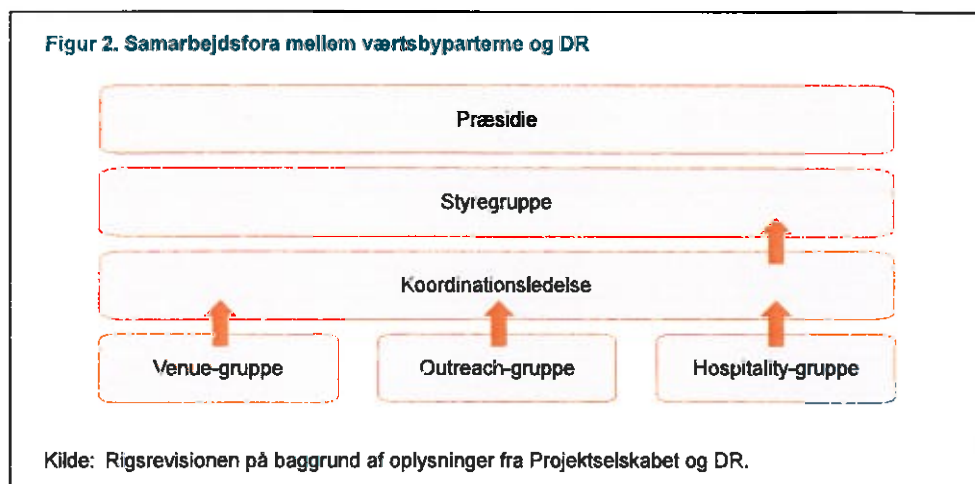 Figur 2. Samarbejdsfora mellem værtsbyparterne og DR
Præsidie
Styregruppe
Koordinationsledelse
Venue-gruppe
Outreach-gruppe
Hospitality-gruppe
Kilde: Rigsrevisionen på baggrund af oplysninger fra Projektselskabet og DR.